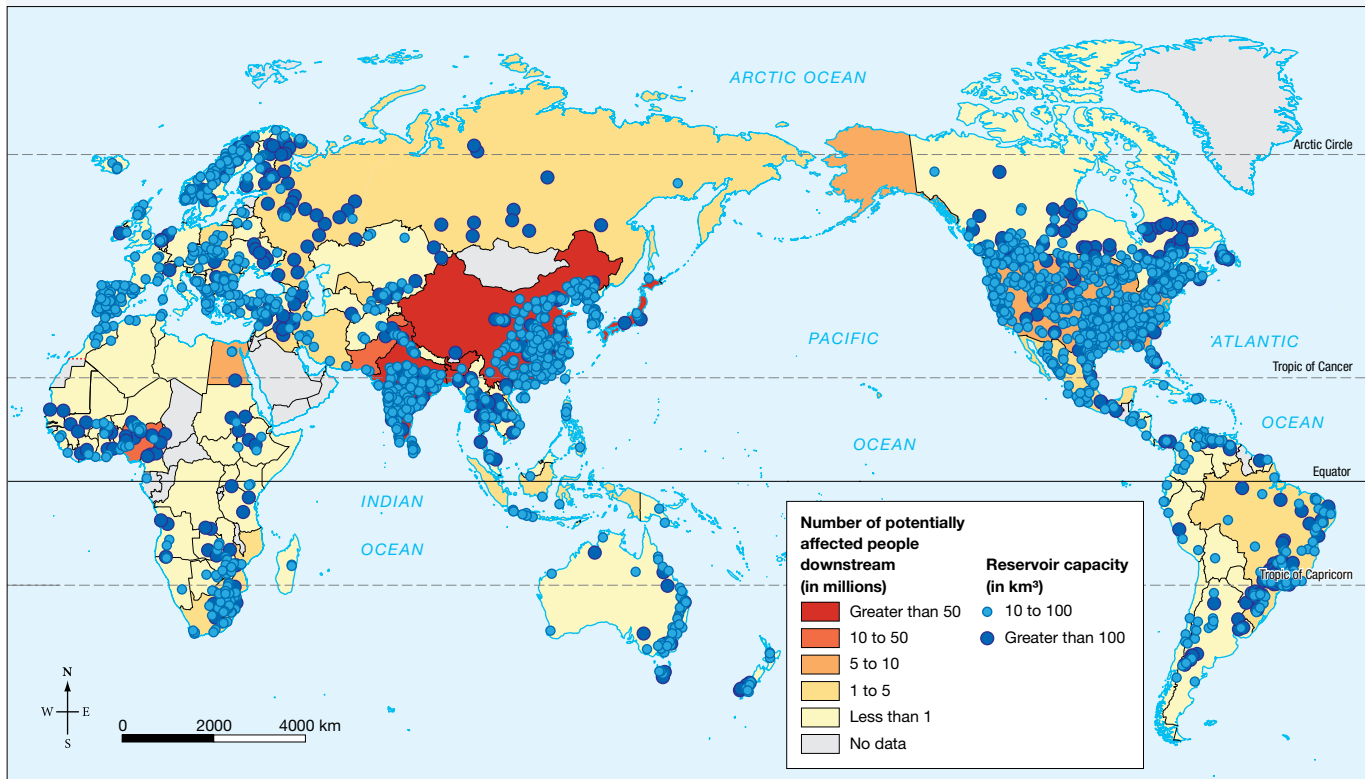 ARCTIC OCEAN
Arctic Circle
PACIFIC
ATLANTIC
Tropic of Cancer
OCEAN
OCEAN
Equator
INDIAN
OCEAN
Tropic of Capricorn
Number of potentially
affected people
downstream
(in millions)
Greater than 50
10 to 50
5 to 10
1 to 5
Less than 1
No data
Reservoir capacity
(in km³)
10 to 100
Greater than 100
N
W E
S
0 2000 4000 km